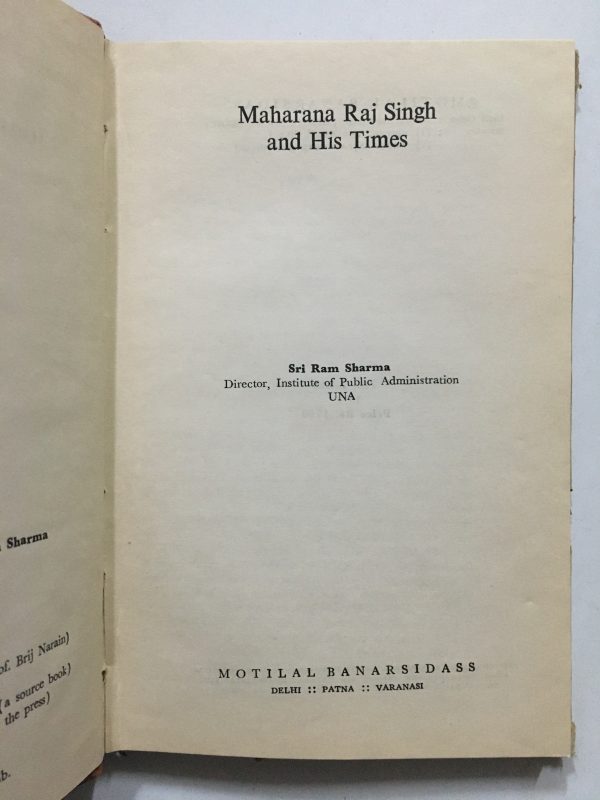 Sharma
of. Brij Narain)
(a source book)
the press)
b.
Maharana Raj Singh
and His Times
Sri Ram Sharma
Director, Institute of Public Administration
UNA
MOTILAL BANARSIDASS
DELHI :: PATNA :: VARANASI